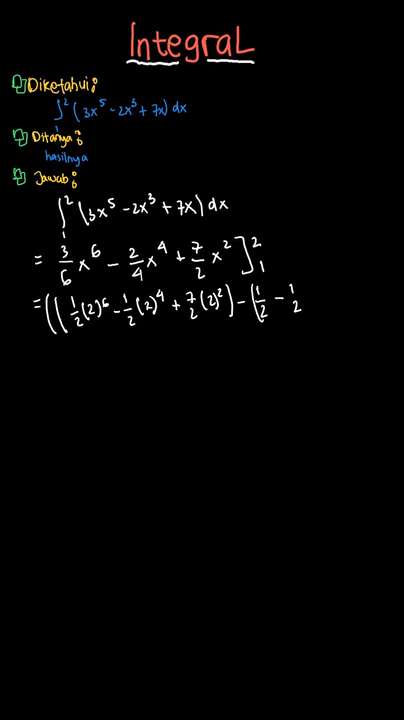 Integral
Diketahui:
∫₁² (3x⁵ - 2x³ + 7x) dx
Ditanya:
hasilnya
Jawab:
∫₁² (3x⁵ - 2x³ + 7x) dx
= 3/6 x⁶ - 2/4 x⁴ + 7/2 x² ]₁²
= (( 1/2 (2)⁶ - 1/2 (2)⁴ + 7/2 (2)² ) - ( 1/2 - 1/2